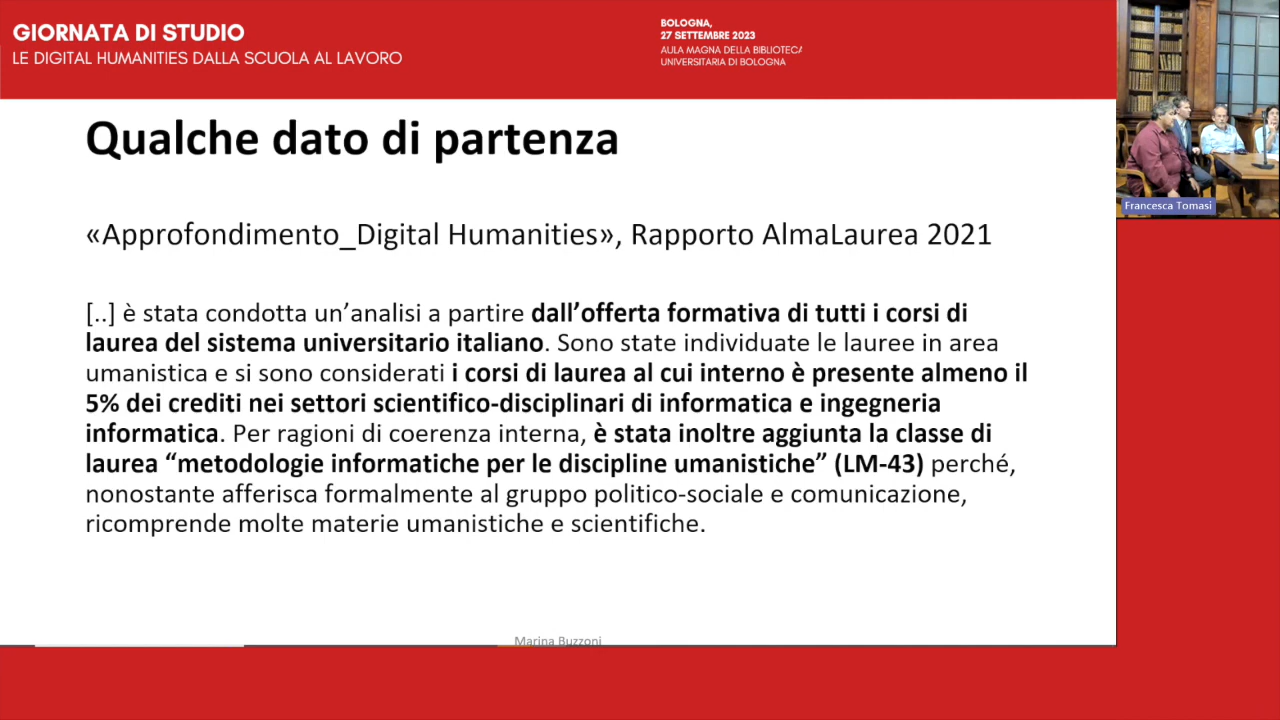 GIORNATA DI STUDIO
LE DIGITAL HUMANITIES DALLA SCUOLA AL LAVORO
BOLOGNA,
27 SETTEMBRE 2023
AULA MAGNA DELLA BIBLIOTECA
UNIVERSITARIA DI BOLOGNA
Qualche dato di partenza
«Approfondimento_Digital Humanities», Rapporto AlmaLaurea 2021
[..] è stata condotta un’analisi a partire dall’offerta formativa di tutti i corsi di
laurea del sistema universitario italiano. Sono state individuate le lauree in area
umanistica e si sono considerati i corsi di laurea al cui interno è presente almeno il
5% dei crediti nei settori scientifico-disciplinari di informatica e ingegneria
informatica. Per ragioni di coerenza interna, è stata inoltre aggiunta la classe di
laurea “metodologie informatiche per le discipline umanistiche” (LM-43) perché,
nonostante afferisca formalmente al gruppo politico-sociale e comunicazione,
ricomprende molte materie umanistiche e scientifiche.
Marina Buzzoni
Francesca Tomasi